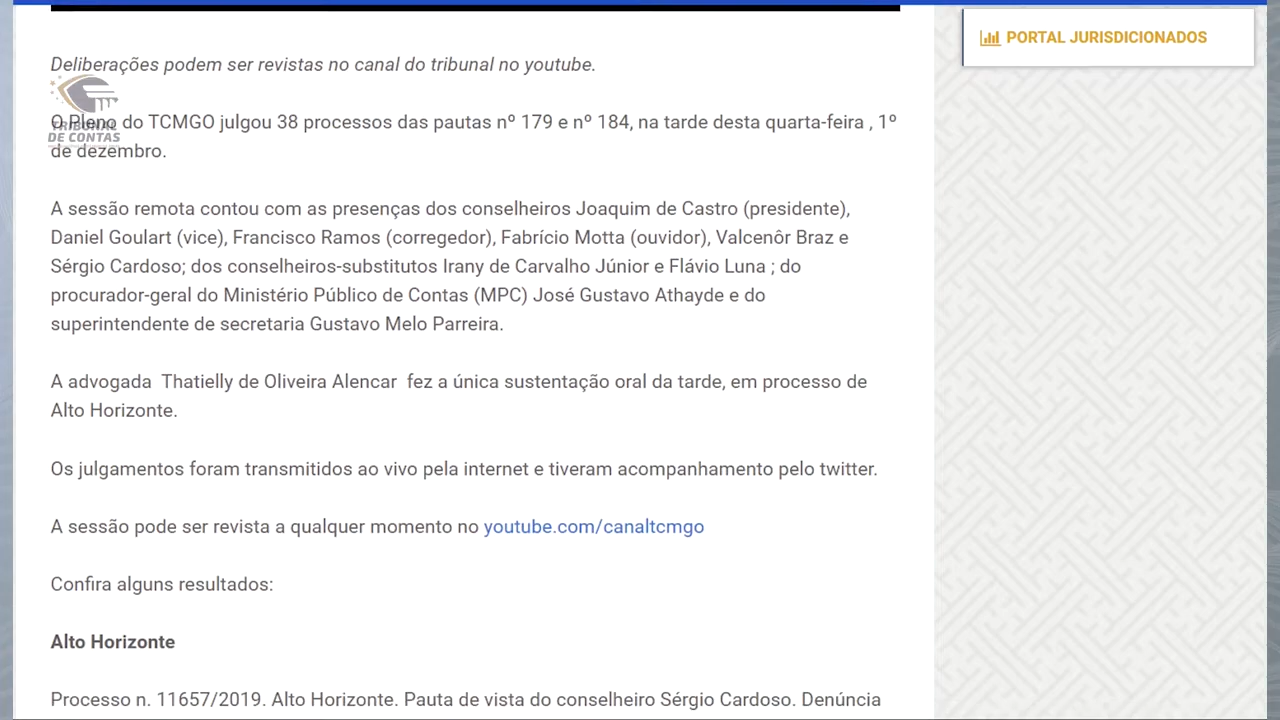 PORTAL JURISDICIONADOS
Deliberações podem ser revistas no canal do tribunal no youtube.
O Pleno do TCMGO julgou 38 processos das pautas nº 179 e nº 184, na tarde desta quarta-feira , 1º
TRIBUNAL
DE CONTAS
de dezembro.
A sessão remota contou com as presenças dos conselheiros Joaquim de Castro (presidente),
Daniel Goulart (vice), Francisco Ramos (corregedor), Fabrício Motta (ouvidor), Valcenôr Braz e
Sérgio Cardoso; dos conselheiros-substitutos Irany de Carvalho Júnior e Flávio Luna ; do
procurador-geral do Ministério Público de Contas (MPC) José Gustavo Athayde e do
superintendente de secretaria Gustavo Melo Parreira.
A advogada  Thatielly de Oliveira Alencar  fez a única sustentação oral da tarde, em processo de
Alto Horizonte.
Os julgamentos foram transmitidos ao vivo pela internet e tiveram acompanhamento pelo twitter.
A sessão pode ser revista a qualquer momento no youtube.com/canaltcmgo
Confira alguns resultados:
Alto Horizonte
Processo n. 11657/2019. Alto Horizonte. Pauta de vista do conselheiro Sérgio Cardoso. Denúncia